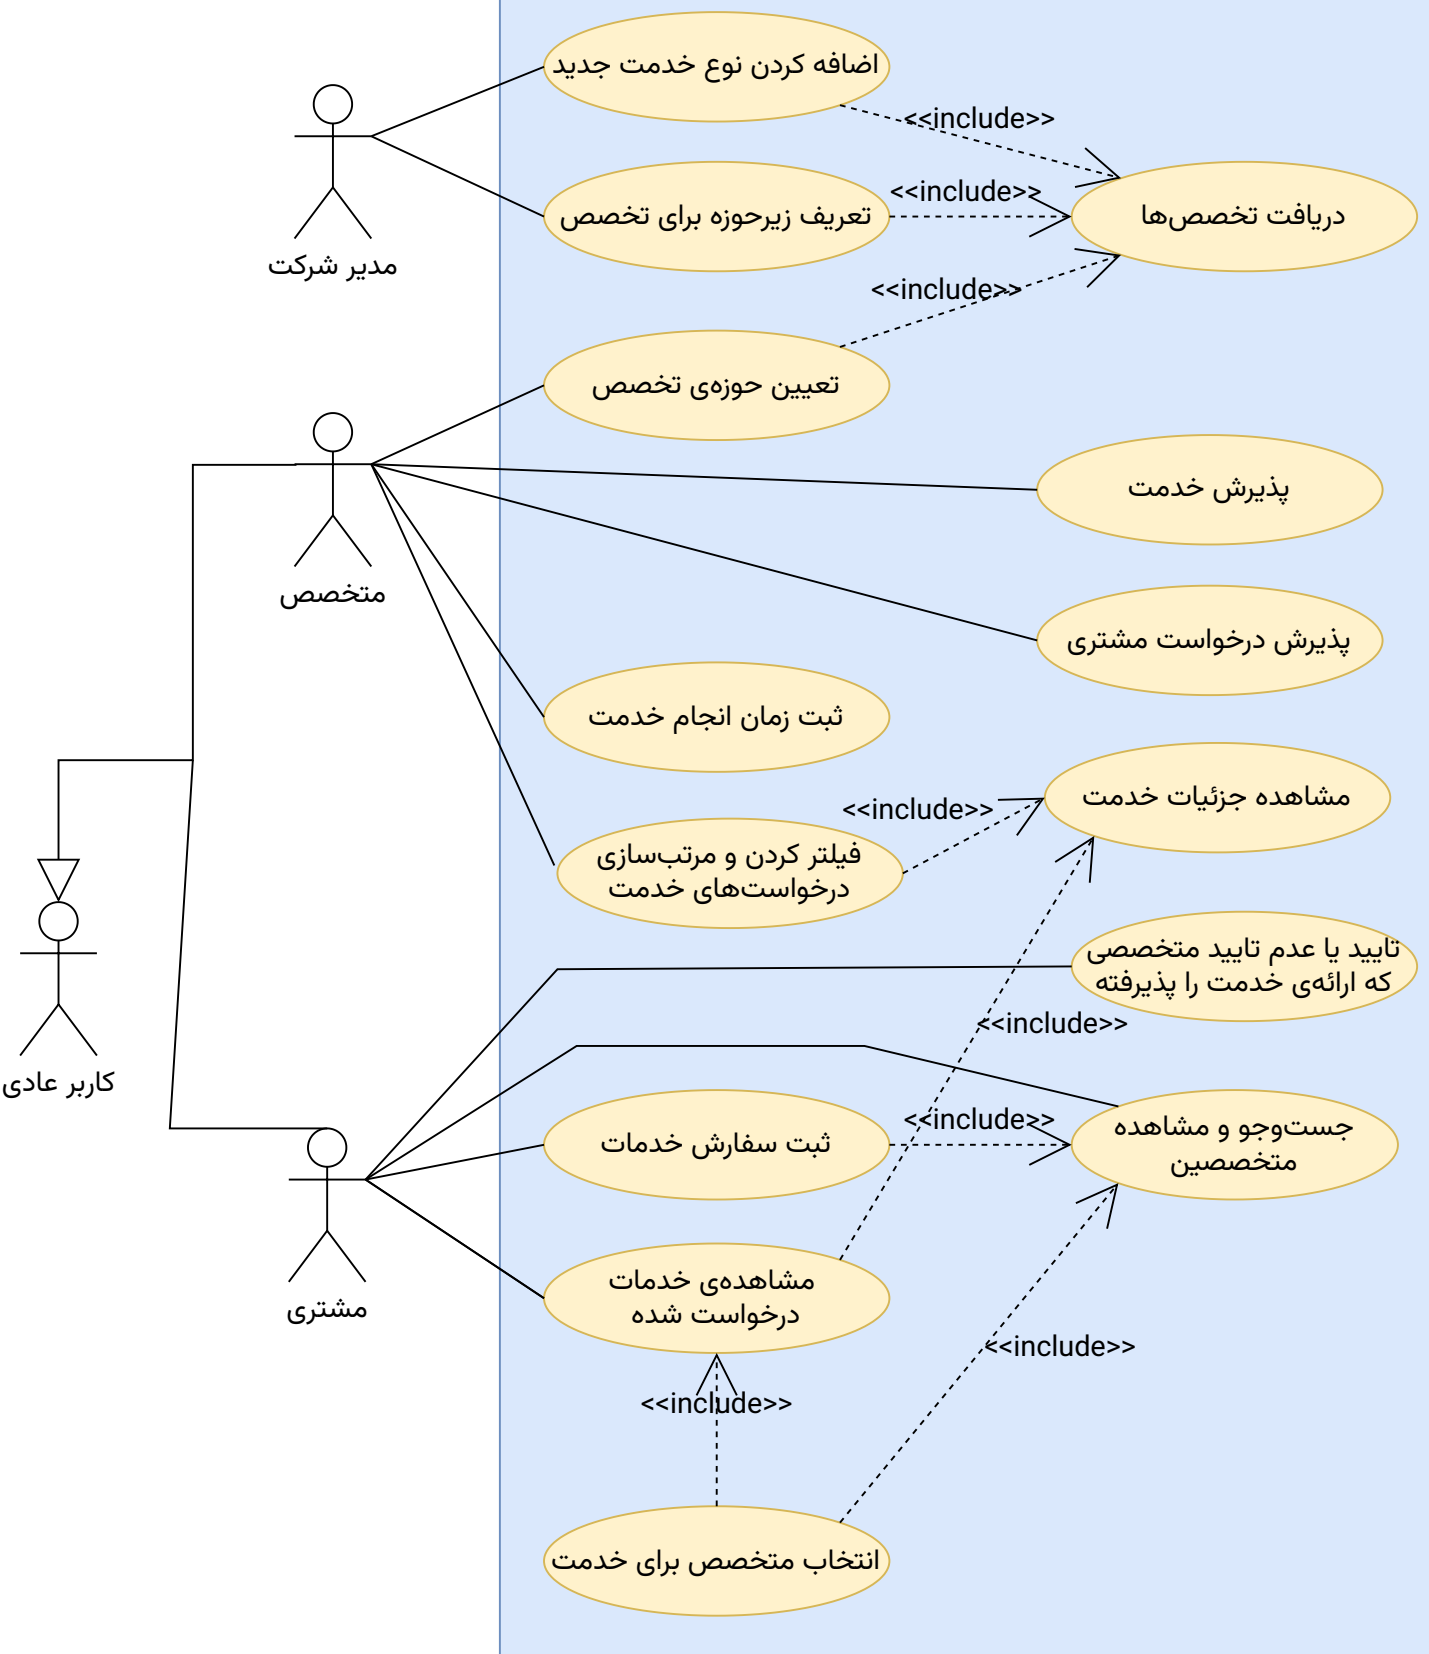 اضافه کردن نوع خدمت جدید
<<include>>
تعریف زیرحوزه برای تخصص
<<include>>
دریافت تخصص‌ها
مدیر شرکت
<<include>>
تعیین حوزه‌ی تخصص
پذیرش خدمت
متخصص
پذیرش درخواست مشتری
ثبت زمان انجام خدمت
مشاهده جزئیات خدمت
<<include>>
فیلتر کردن و مرتب‌سازی
درخواست‌های خدمت
تایید یا عدم تایید متخصصی
که ارائه‌ی خدمت را پذیرفته
<<include>>
کاربر عادی
<<include>>
ثبت سفارش خدمات
جست‌وجو و مشاهده
متخصصین
مشاهده‌ی خدمات
درخواست شده
مشتری
<<include>>
<<include>>
انتخاب متخصص برای خدمت